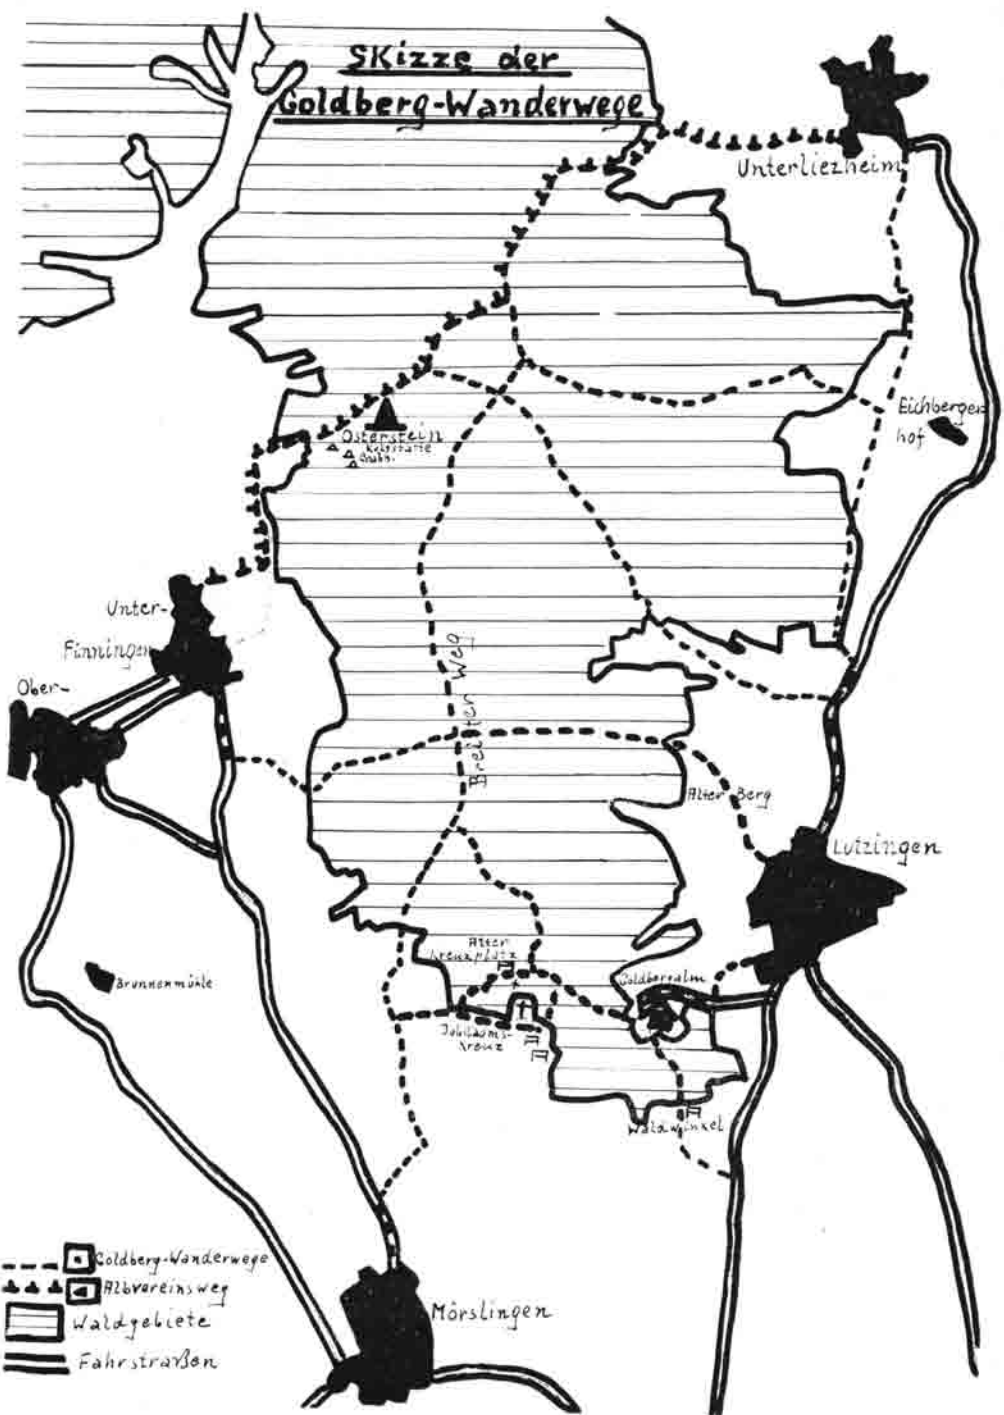 Skizze der
Goldberg-Wanderwege
Unterliezheim
Eichberger
hof
Osterstein
Kultstätte
Unter-
Finningen
Ober-
Breiter Weg
Alter Berg
Lutzingen
Alter
Kreuzplatz
Goldbergalm
Brunnenmühle
Jubiläums-
kreuz
Waldwinkel
Goldberg-Wanderwege
Albvereinsweg
Waldgebiete
Fahrstraßen
Mörslingen